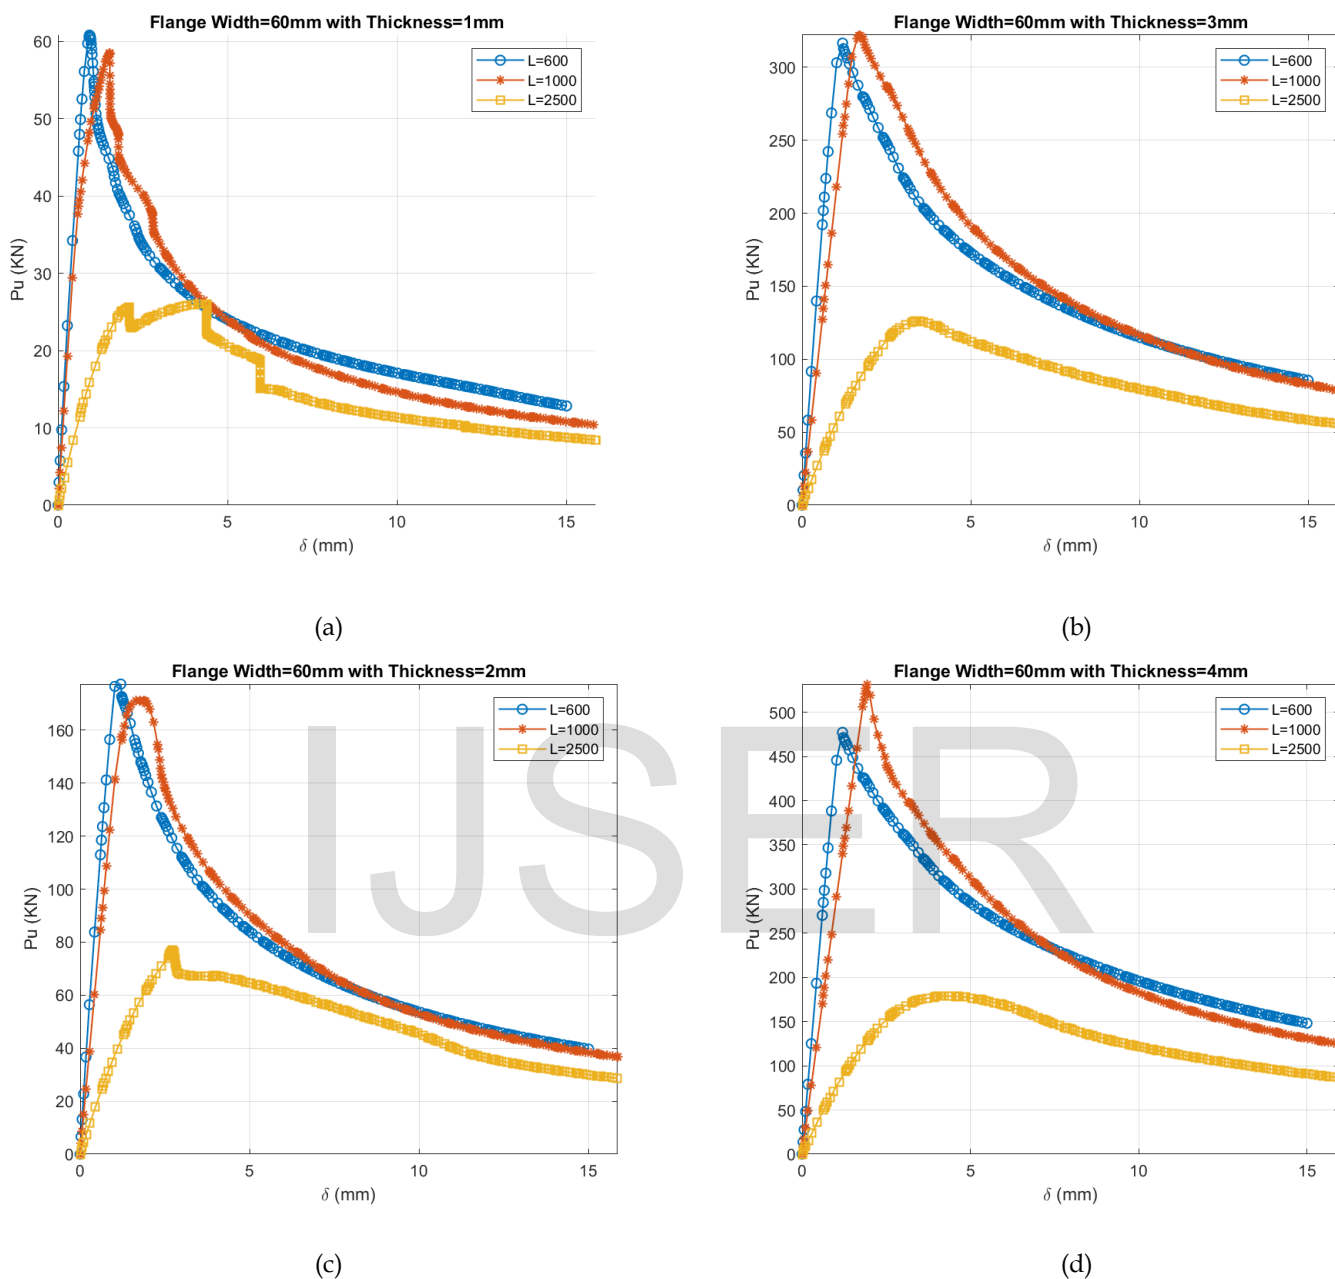 Flange Width=60mm with Thickness=1mm
60
50
40
30
20
10
0
0
5
10
15
Pu (KN)
δ (mm)
L=600
L=1000
L=2500
(a)
Flange Width=60mm with Thickness=3mm
300
250
200
150
100
50
0
0
5
10
15
Pu (KN)
δ (mm)
L=600
L=1000
L=2500
(b)
Flange Width=60mm with Thickness=2mm
160
140
120
100
80
60
40
20
0
0
5
10
15
Pu (KN)
δ (mm)
L=600
L=1000
L=2500
(c)
Flange Width=60mm with Thickness=4mm
500
450
400
350
300
250
200
150
100
50
0
0
5
10
15
Pu (KN)
δ (mm)
L=600
L=1000
L=2500
(d)
IJSER